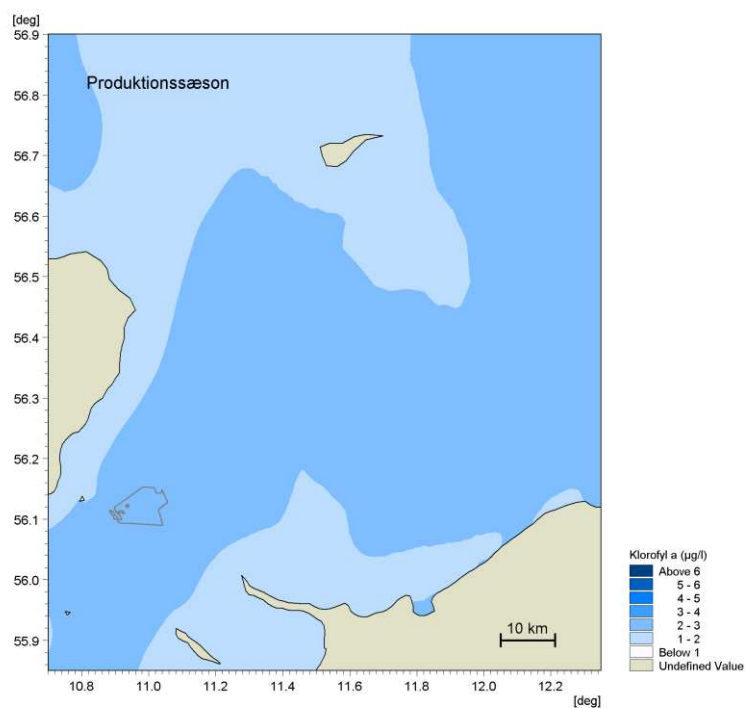 [deg]
56.9
Produktionssæson
56.8
56.7
56.6
56.5
56.4
56.3
56.2
56.1
56.0
55.9
10 km
10.8 11.0 11.2 11.4 11.6 11.8 12.0 12.2
[deg]
Klorofyl a (µg/l)
Above 6
5 - 6
4 - 5
3 - 4
2 - 3
1 - 2
Below 1
Undefined Value